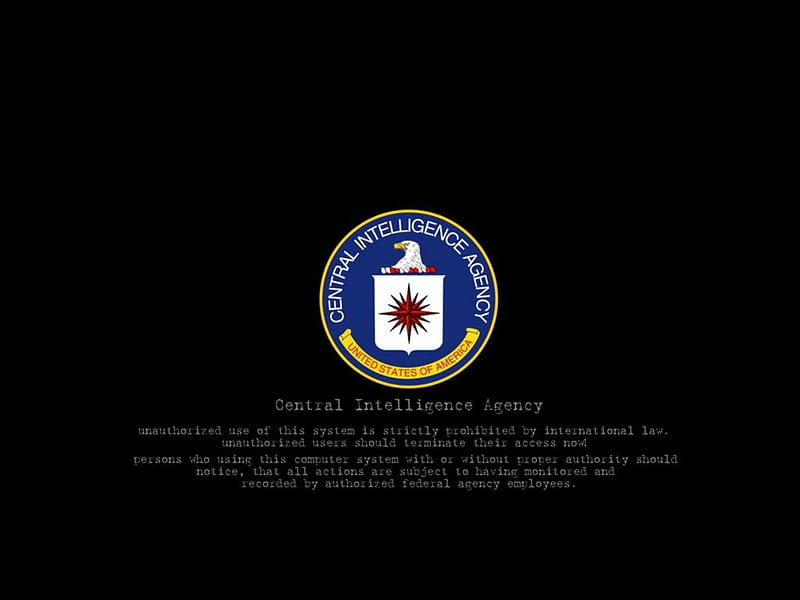 CENTRAL INTELLIGENCE AGENCY
UNITED STATES OF AMERICA
Central Intelligence Agency
unauthorized use of this system is strictly prohibited by international law.
unauthorized users should terminate their access now!
persons who using this computer system with or without proper authority should
notice, that all actions are subject to having monitored and
recorded by authorized federal agency employees.